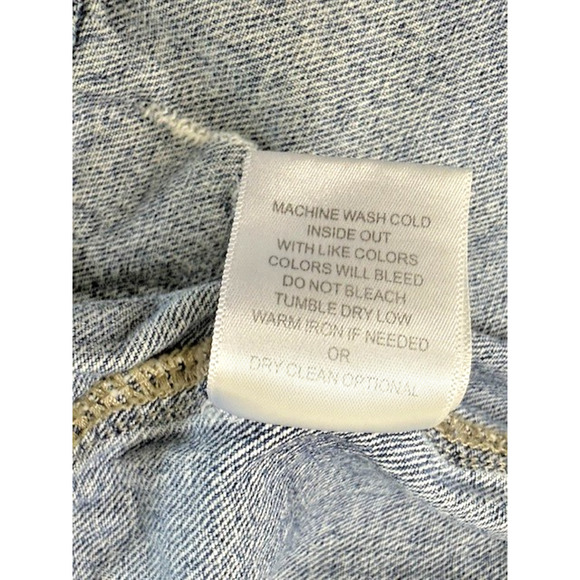 MACHINE WASH COLD
INSIDE OUT
WITH LIKE COLORS
COLORS WILL BLEED
DO NOT BLEACH
TUMBLE DRY LOW
WARM IRON IF NEEDED
OR
DRY CLEAN OPTIONAL